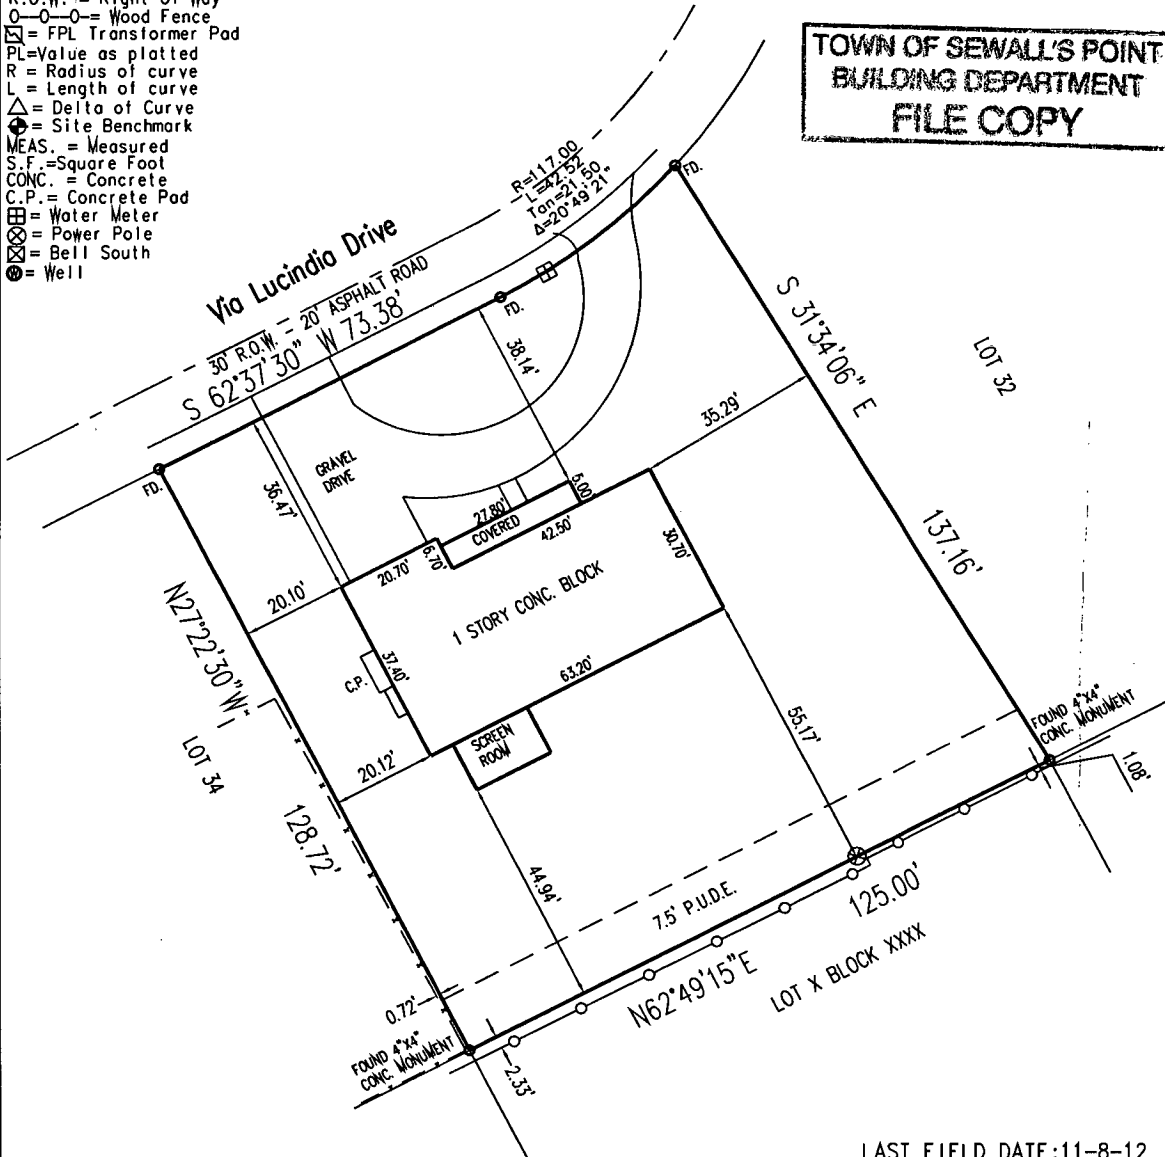 R.O.W. = Right of Way
O--O--O-= Wood Fence
= FPL Transformer Pad
PL=Value as platted
R = Radius of curve
L = Length of curve
△ = Delta of Curve
= Site Benchmark
MEAS. = Measured
S.F.=Square Foot
CONC. = Concrete
C.P.= Concrete Pad
= Water Meter
= Power Pole
= Bell South
= Well
TOWN OF SEWALL'S POINT
BUILDING DEPARTMENT
FILE COPY
R=117.00
L=42.52
Tan=21.50
Δ=20°49'21"
FD.
Via Lucindia Drive
30' R.O.W. - 20' ASPHALT ROAD
S 62°37'30" W 73.38'
FD.
38.14'
S 31°34'06" E
137.16'
LOT 32
35.29'
GRAVEL
DRIVE
36.47'
FD.
5.00'
27.80'
COVERED
42.50'
6.70'
20.70'
30.70'
20.10'
1 STORY CONC. BLOCK
N27°22'30"W
128.72'
C.P.
37.40'
63.20'
SCREEN
ROOM
55.17'
FOUND 4"X4"
CONC. MONUMENT
1.08'
LOT 34
20.12'
44.94'
7.5' P.U.D.E.
125.00'
N62°49'15"E
LOT X BLOCK XXXX
0.72'
FOUND 4"X4"
CONC. MONUMENT
2.33'
LAST FIELD DATE:11-8-12